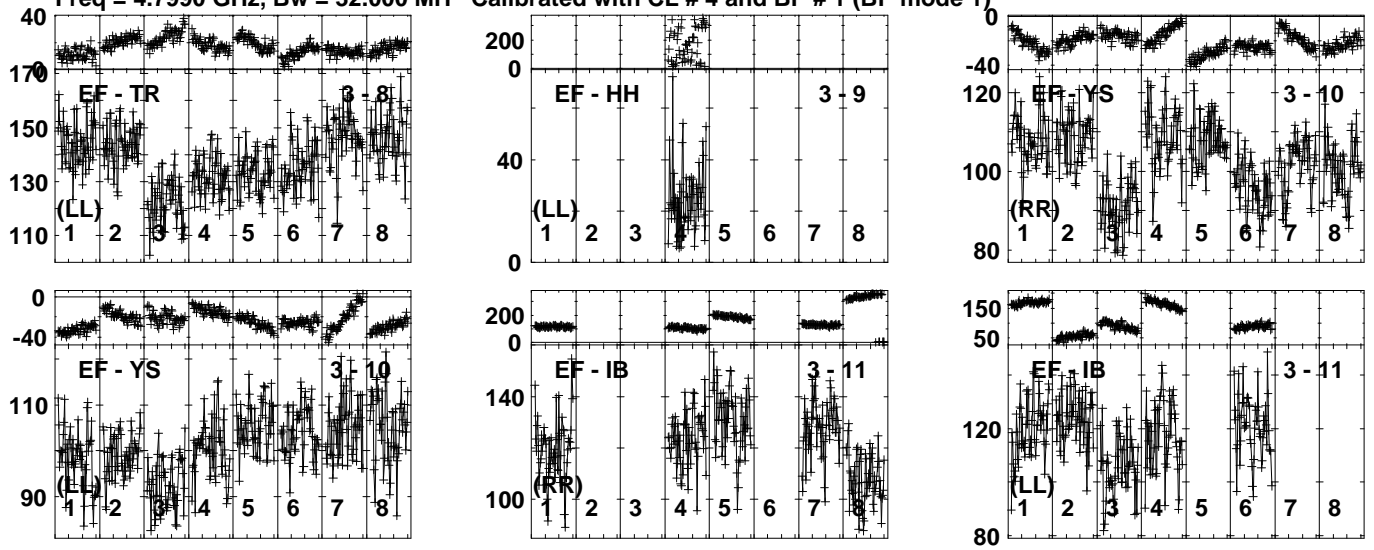 Freq = 4.7990 GHz, Bw = 32.000 MH Calibrated with CL # 4 and BP # 1 (BP mode 1)
40
20
0
170
150
130
110
EF - TR 3 - 8
(LL)
1 2 3 4 5 6 7 8
200
0
40
0
EF - HH 3 - 9
(LL)
1 2 3 4 5 6 7 8
0
-40
120
100
80
EF - YS 3 - 10
(RR)
1 2 3 4 5 6 7 8
0
-40
110
90
EF - YS 3 - 10
(LL)
1 2 3 4 5 6 7 8
200
0
140
100
EF - IB 3 - 11
(RR)
1 2 3 4 5 6 7 8
150
50
120
80
EF - IB 3 - 11
(LL)
1 2 3 4 5 6 7 8